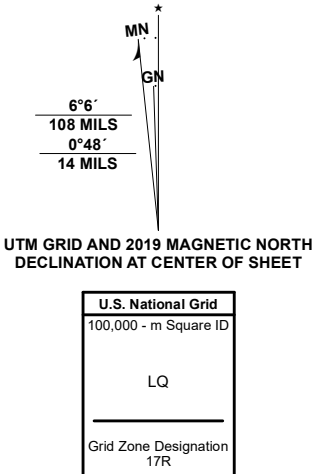 ★
MN
GN
6°6´
108 MILS
0°48´
14 MILS
UTM GRID AND 2019 MAGNETIC NORTH
DECLINATION AT CENTER OF SHEET
U.S. National Grid
100,000 - m Square ID
LQ
Grid Zone Designation
17R